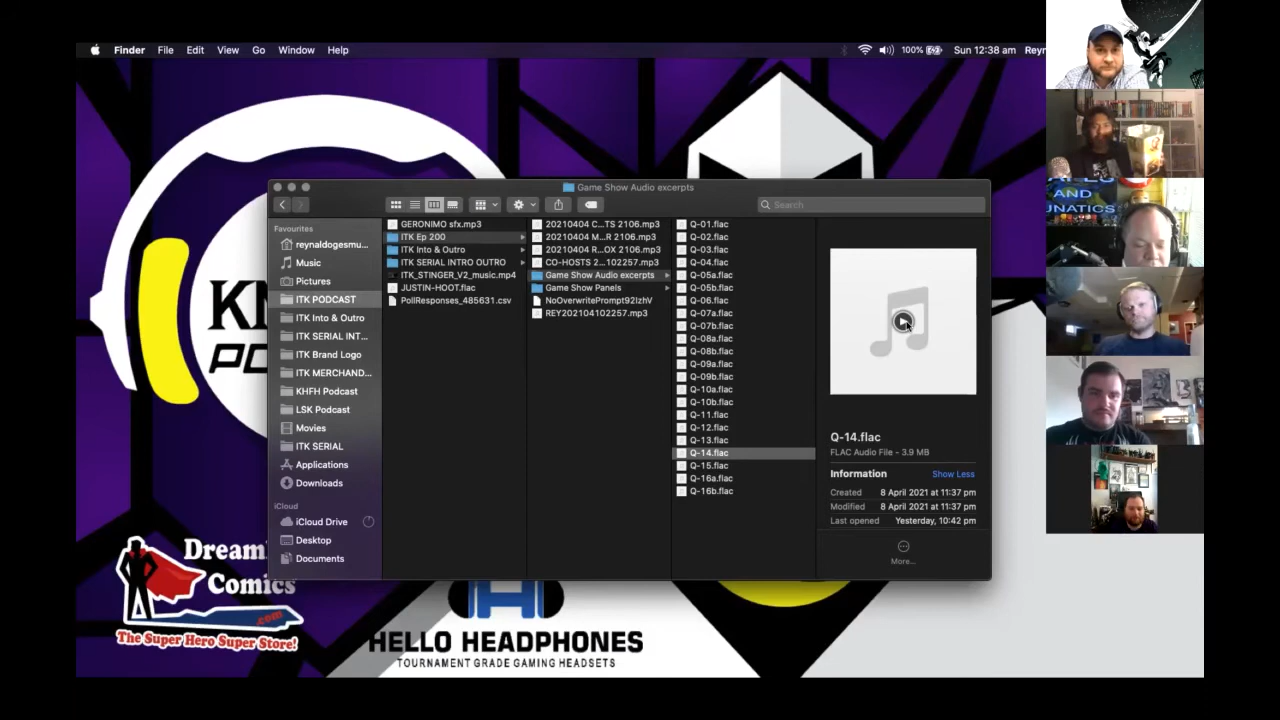 Finder File Edit View Go Window Help
100% Sun 12:38 am Reyn
Game Show Audio excerpts
Search
Favourites
reynaldogesmu...
Music
Pictures
ITK PODCAST
ITK Into & Outro
ITK SERIAL INT...
ITK Brand Logo
ITK MERCHAND...
KHFH Podcast
LSK Podcast
Movies
ITK SERIAL
Applications
Downloads
iCloud
iCloud Drive
Desktop
Documents
GERONIMO sfx.mp3
ITK Ep 200
ITK Into & Outro
ITK SERIAL INTRO OUTRO
ITK_STINGER_V2_music.mp4
JUSTIN-HOOT.flac
PollResponses_485631.csv
20210404 C...TS 2106.mp3
20210404 M...R 2106.mp3
20210404 R...OX 2106.mp3
CO-HOSTS 2...102257.mp3
Game Show Audio excerpts
Game Show Panels
NoOverwritePrompt92IzhV
REY202104102257.mp3
Q-01.flac
Q-02.flac
Q-03.flac
Q-04.flac
Q-05a.flac
Q-05b.flac
Q-06.flac
Q-07a.flac
Q-07b.flac
Q-08a.flac
Q-08b.flac
Q-09a.flac
Q-09b.flac
Q-10a.flac
Q-10b.flac
Q-11.flac
Q-12.flac
Q-13.flac
Q-14.flac
Q-15.flac
Q-16a.flac
Q-16b.flac
Q-14.flac
FLAC Audio File - 3.9 MB
Information Show Less
Created 8 April 2021 at 11:37 pm
Modified 8 April 2021 at 11:37 pm
Last opened Yesterday, 10:42 pm
More...
KN
PO
Dream
Comics
.com
The Super Hero Super Store!
H
HELLO HEADPHONES
TOURNAMENT GRADE GAMING HEADSETS
AND
UNATICS